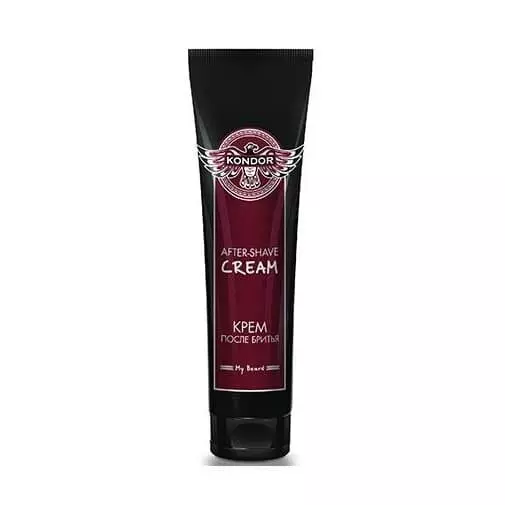 KONDOR
AFTER-SHAVE
CREAM
КРЕМ
ПОСЛЕ БРИТЬЯ
My Beard